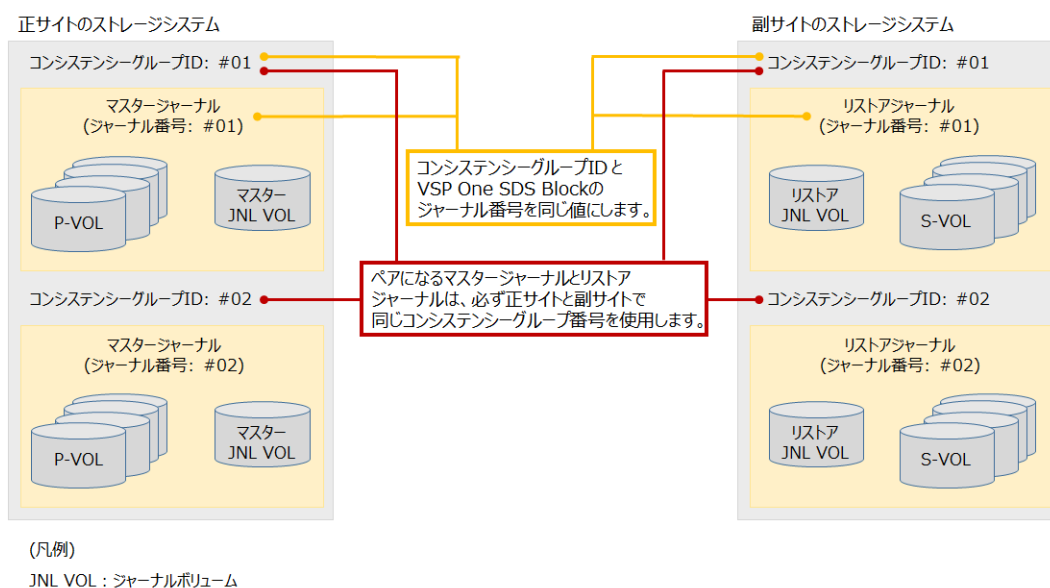 正サイトのストレージシステム
コンシステンシーグループID: #01
マスタージャーナル
(ジャーナル番号: #01)
P-VOL
マスター
JNL VOL
コンシステンシーグループID: #02
マスタージャーナル
(ジャーナル番号: #02)
P-VOL
マスター
JNL VOL
コンシステンシーグループIDと
VSP One SDS Blockの
ジャーナル番号を同じ値にします。
ペアになるマスタージャーナルとリストア
ジャーナルは、必ず正サイトと副サイトで
同じコンシステンシーグループ番号を使用します。
副サイトのストレージシステム
コンシステンシーグループID: #01
リストアジャーナル
(ジャーナル番号: #01)
リストア
JNL VOL
S-VOL
コンシステンシーグループID: #02
リストアジャーナル
(ジャーナル番号: #02)
リストア
JNL VOL
S-VOL
(凡例)
JNL VOL : ジャーナルボリューム